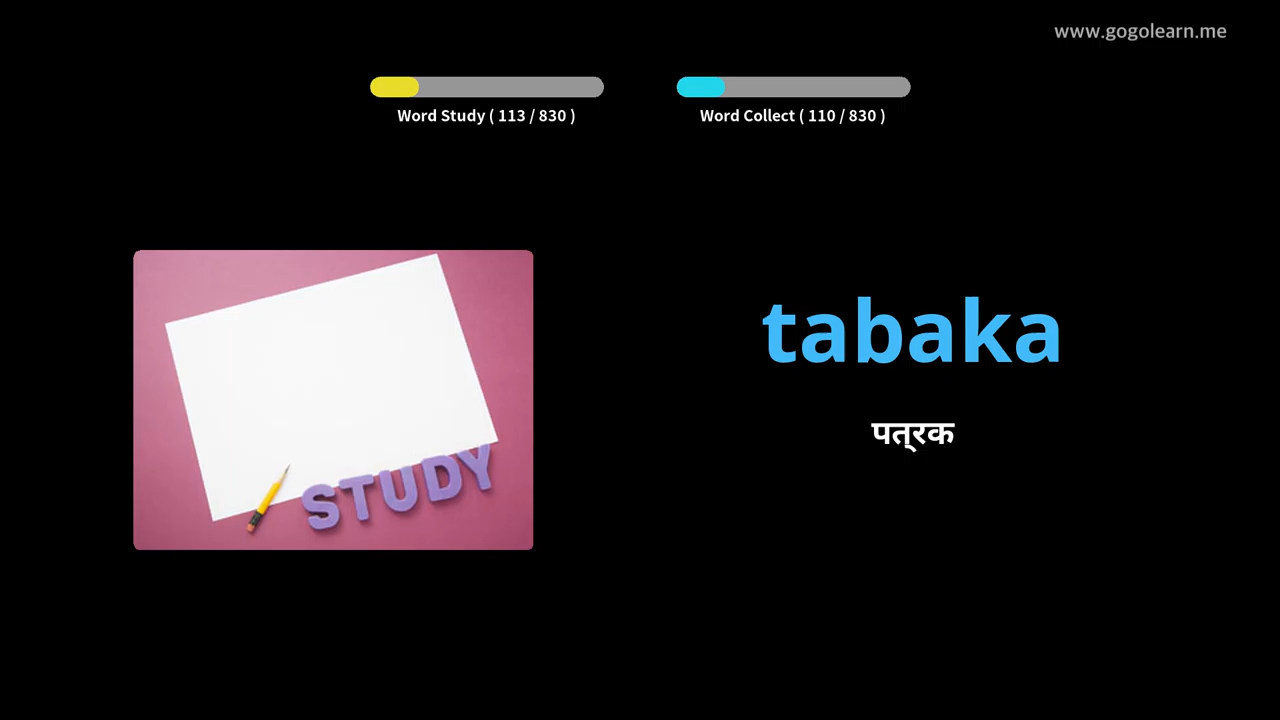 www.gogolearn.me
Word Study ( 113 / 830 )
Word Collect ( 110 / 830 )
STUDY
tabaka
पत्रक